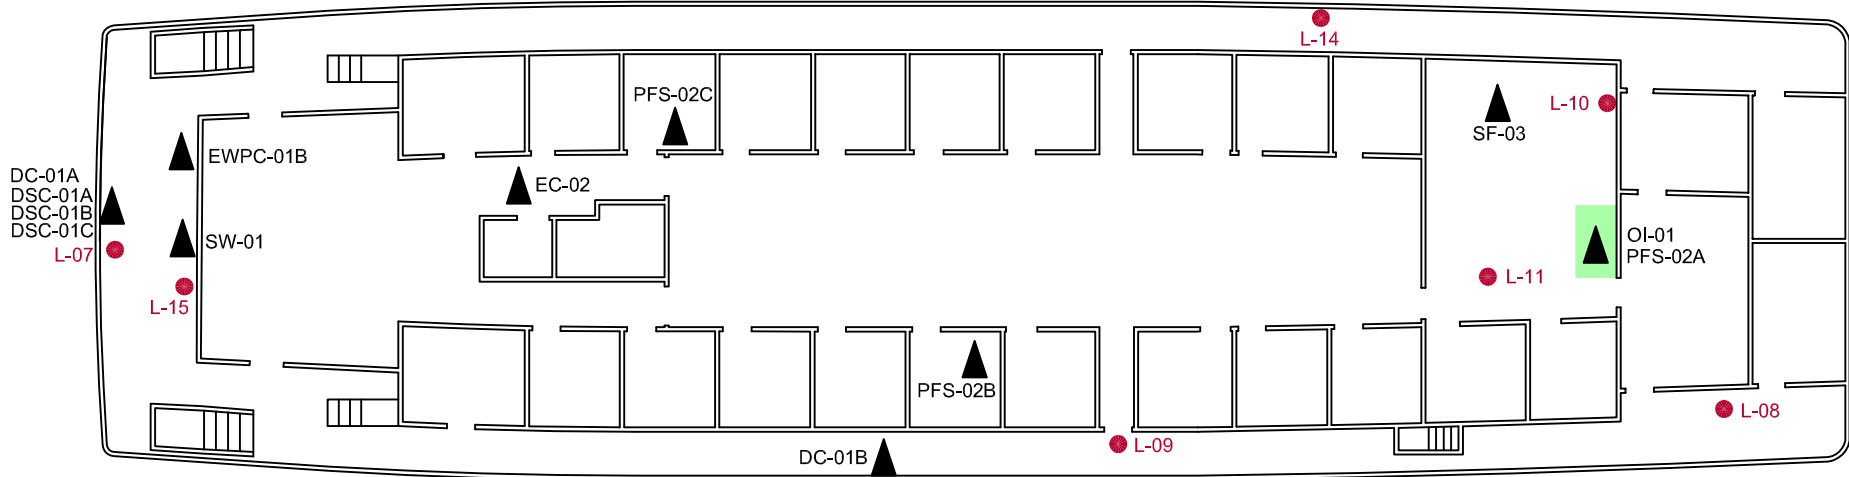 L-14
PFS-02C
L-10
SF-03
EWPC-01B
DC-01A
DSC-01A
DSC-01B
DSC-01C
EC-02
L-07
SW-01
OI-01
PFS-02A
L-11
L-15
PFS-02B
L-08
L-09
DC-01B